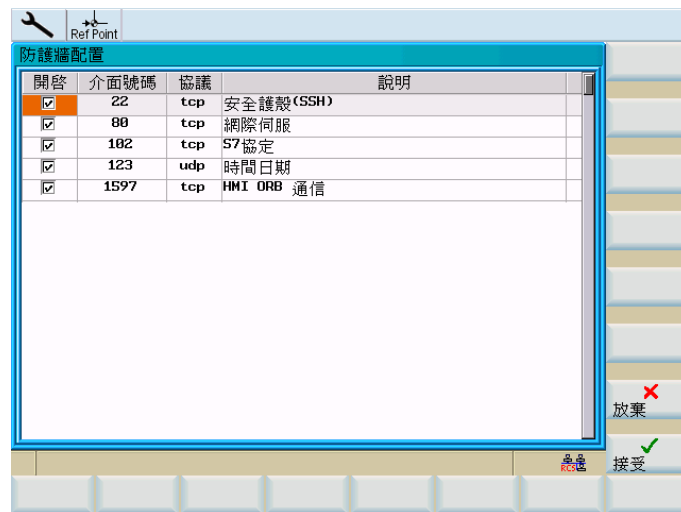 Ref Point
防護牆配置
開啓 介面號碼 協議 說明
22 tcp 安全護殼(SSH)
80 tcp 網際伺服
102 tcp S7協定
123 udp 時間日期
1597 tcp HMI ORB 通信
放棄
RCS
接受